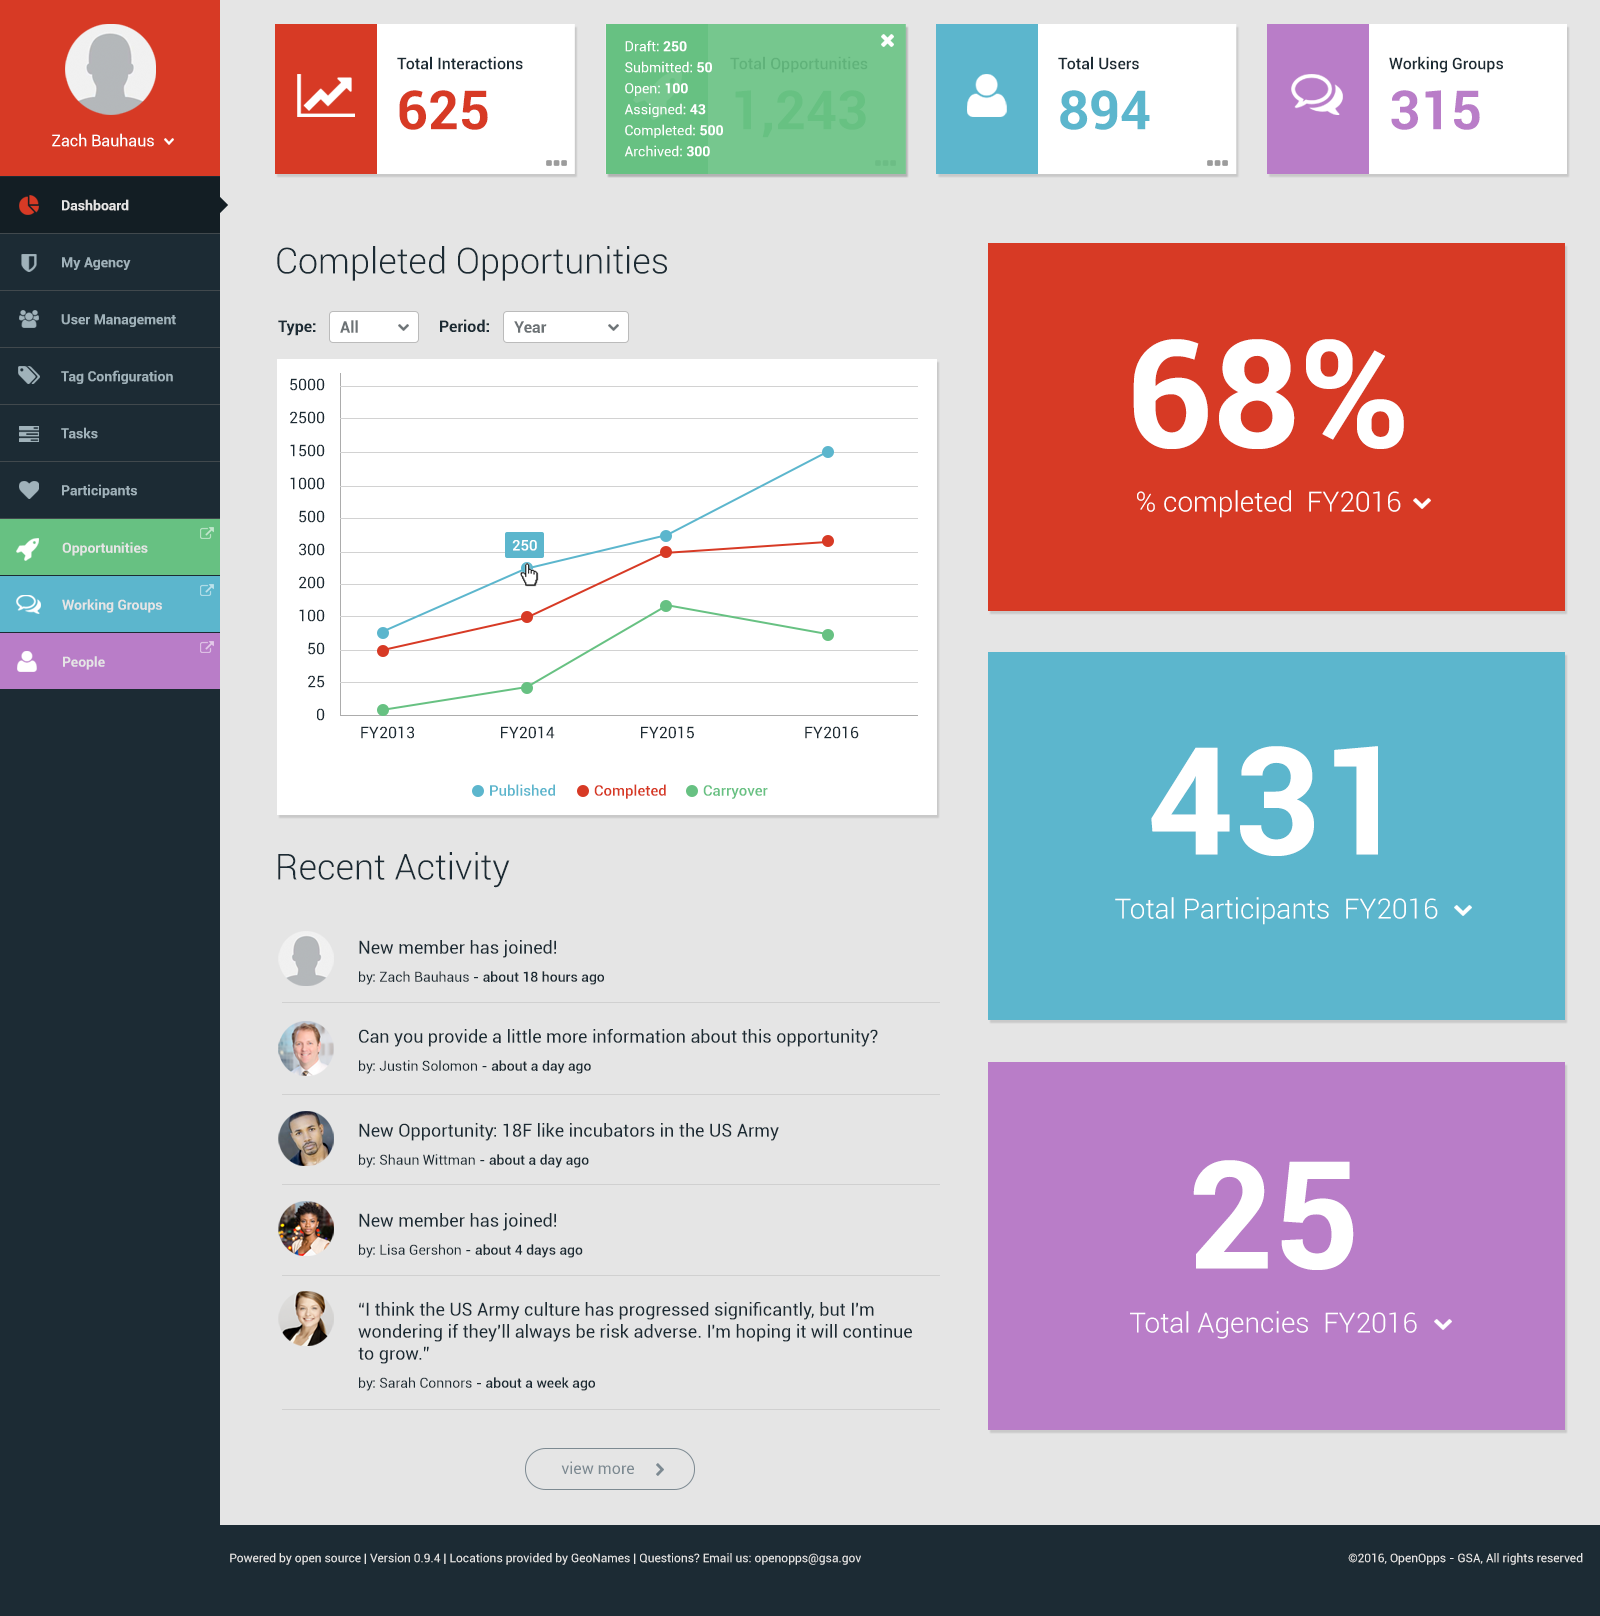 Zach Bauhaus
Dashboard
My Agency
User Management
Tag Configuration
Tasks
Participants
Opportunities
Working Groups
People
Total Interactions
625
Draft: 250
Submitted: 50
Open: 100
Assigned: 43
Completed: 500
Archived: 300
Total Opportunities
1,243
Total Users
894
Working Groups
315
Completed Opportunities
Type: All Period: Year
5000
2500
1500
1000
500
300
200
100
50
25
0
250
FY2013 FY2014 FY2015 FY2016
Published Completed Carryover
68%
% completed FY2016
431
Total Participants FY2016
25
Total Agencies FY2016
Recent Activity
New member has joined!
by: Zach Bauhaus - about 18 hours ago
Can you provide a little more information about this opportunity?
by: Justin Solomon - about a day ago
New Opportunity: 18F like incubators in the US Army
by: Shaun Wittman - about a day ago
New member has joined!
by: Lisa Gershon - about 4 days ago
“I think the US Army culture has progressed significantly, but I'm
wondering if they'll always be risk adverse. I'm hoping it will continue
to grow.”
by: Sarah Connors - about a week ago
view more
Powered by open source | Version 0.9.4 | Locations provided by GeoNames | Questions? Email us: openopps@gsa.gov
©2016, OpenOpps - GSA, All rights reserved